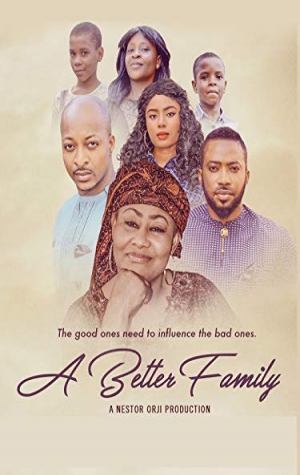 The good ones need to influence the bad ones.
A Better Family
A NESTOR ORJI PRODUCTION